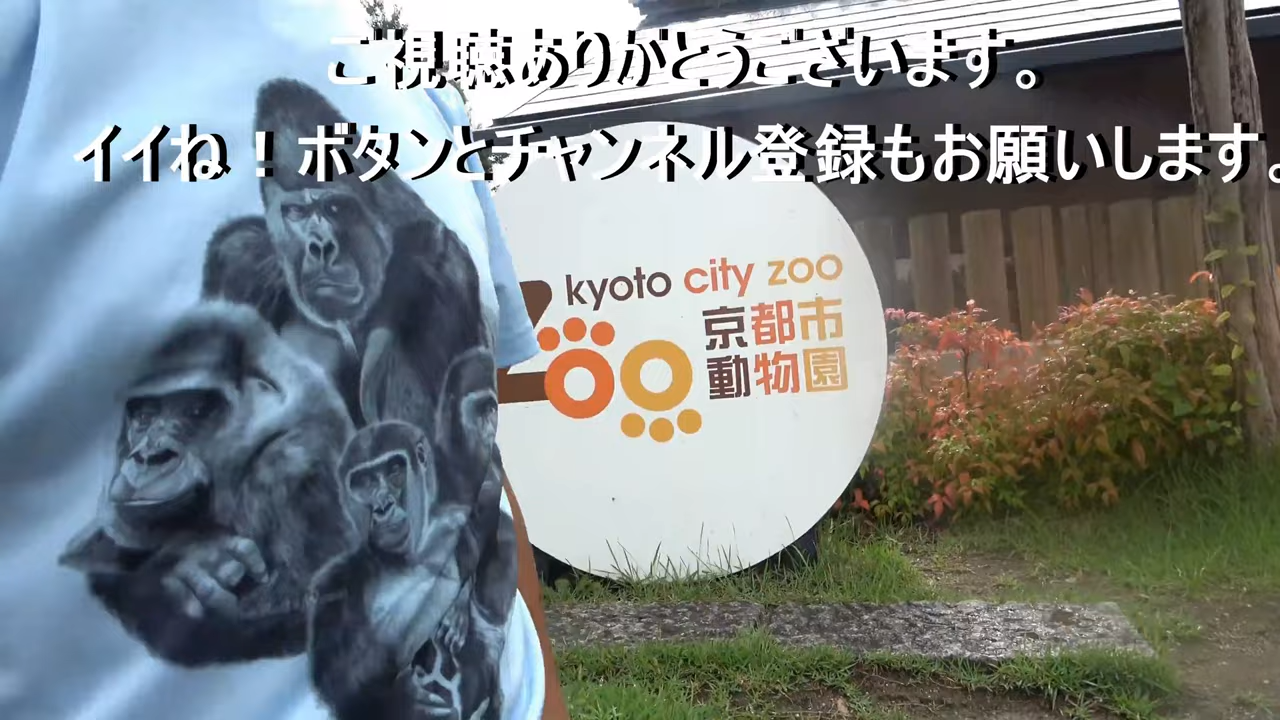 ご視聴ありがとうございます。
イイね！ボタンとチャンネル登録もお願いします。
kyoto city zoo
京都市
動物園